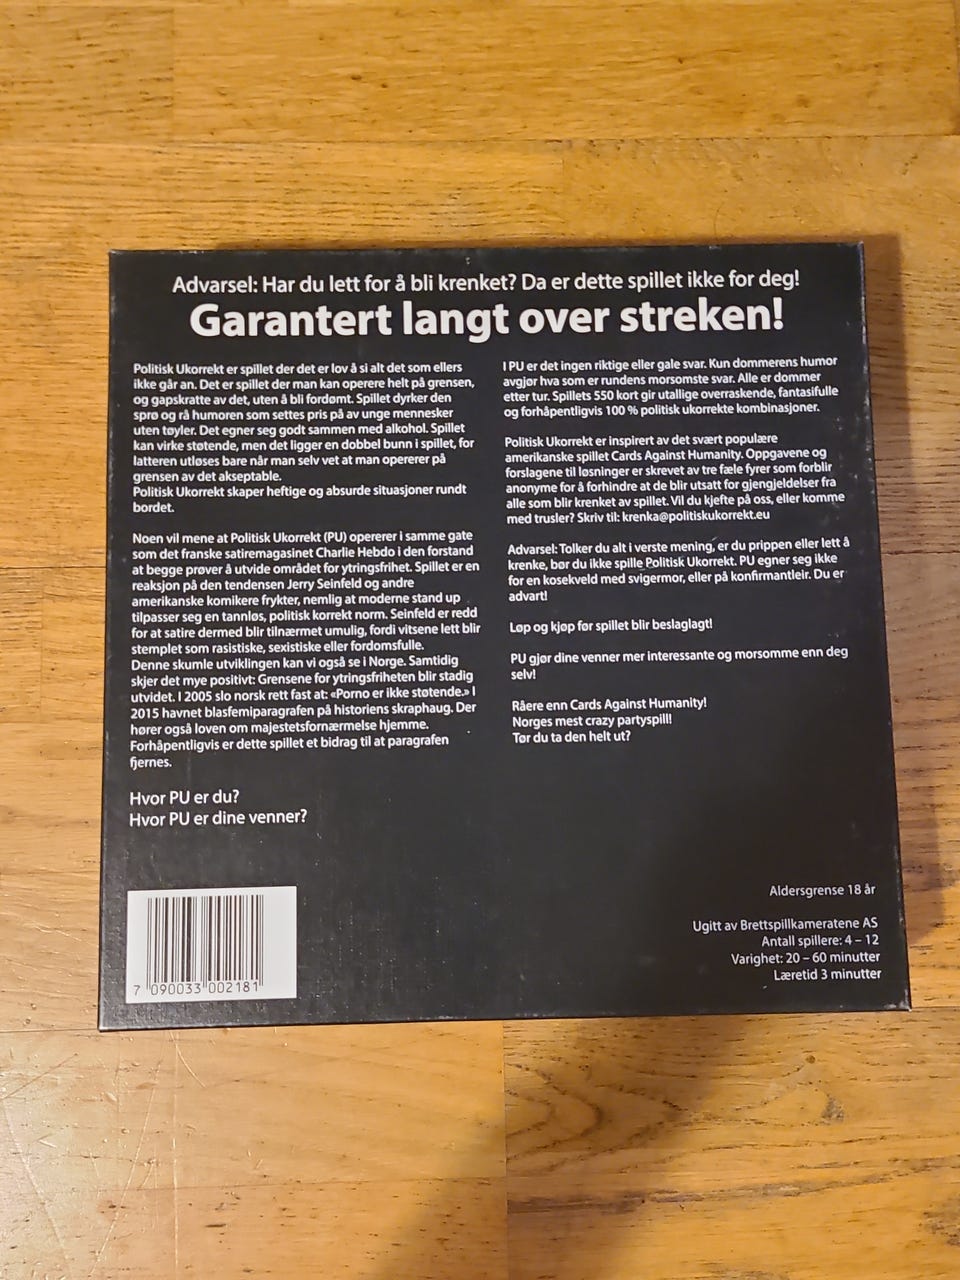 Advarsel: Har du lett for å bli krenket? Da er dette spillet ikke for deg!
Garantert langt over streken!
Politisk Ukorrekt er spillet der det er lov å si alt det som ellers
ikke går an. Det er spillet der man kan operere helt på grensen,
og gapskratte av det, uten å bli fordømt. Spillet dyrker den
sprø og rå humoren som settes pris på av unge mennesker
uten tøyler. Det egner seg godt sammen med alkohol. Spillet
kan virke støtende, men det ligger en dobbel bunn i spillet, for
latteren utløses bare når man selv vet at man opererer på
grensen av det akseptable.
Politisk Ukorrekt skaper heftige og absurde situasjoner rundt
bordet.
Noen vil mene at Politisk Ukorrekt (PU) opererer i samme gate
som det franske satiremagasinet Charlie Hebdo i den forstand
at begge prøver å utvide området for ytringsfrihet. Spillet er en
reaksjon på den tendensen Jerry Seinfeld og andre
amerikanske komikere frykter, nemlig at moderne stand up
tilpasser seg en tannløs, politisk korrekt norm. Seinfeld er redd
for at satire dermed blir tilnærmet umulig, fordi vitsene lett blir
stemplet som rasistiske, sexistiske eller fordomsfulle.
Denne skumle utviklingen kan vi også se i Norge. Samtidig
skjer det mye positivt: Grensene for ytringsfriheten blir stadig
utvidet. I 2005 slo norsk rett fast at: «Porno er ikke støtende.» I
2015 havnet blasfemiparagrafen på historiens skraphaug. Der
hører også loven om majestetsfornærmelse hjemme.
Forhåpentligvis er dette spillet et bidrag til at paragrafen
fjernes.
Hvor PU er du?
Hvor PU er dine venner?
I PU er det ingen riktige eller gale svar. Kun dommerens humor
avgjør hva som er rundens morsomste svar. Alle er dommer
etter tur. Spillets 550 kort gir utallige overraskende, fantasifulle
og forhåpentligvis 100 % politisk ukorrekte kombinasjoner.
Politisk Ukorrekt er inspirert av det svært populære
amerikanske spillet Cards Against Humanity. Oppgavene og
forslagene til løsninger er skrevet av tre fæle fyrer som forblir
anonyme for å forhindre at de blir utsatt for gjengjeldelser fra
alle som blir krenket av spillet. Vil du kjefte på oss, eller komme
med trusler? Skriv til: krenka@politiskukorrekt.eu
Advarsel: Tolker du alt i verste mening, er du prippen eller lett å
krenke, bør du ikke spille Politisk Ukorrekt. PU egner seg ikke
for en kosekveld med svigermor, eller på konfirmantleir. Du er
advart!
Løp og kjøp før spillet blir beslaglagt!
PU gjør dine venner mer interessante og morsomme enn deg
selv!
Råere enn Cards Against Humanity!
Norges mest crazy partyspill!
Tør du ta den helt ut?
Aldersgrense 18 år
Ugitt av Brettspillkameratene AS
Antall spillere: 4 – 12
Varighet: 20 – 60 minutter
Læretid 3 minutter
7 090033 002181